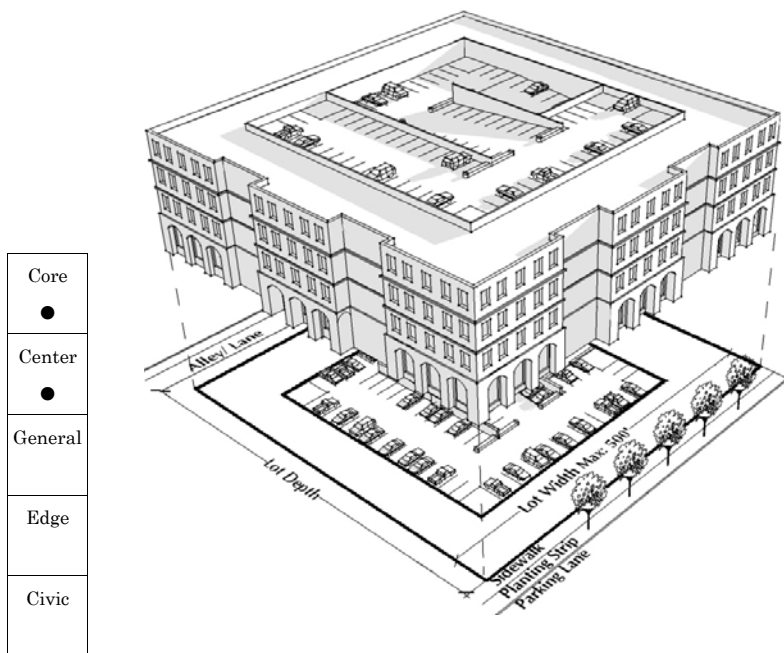 Core
●
Center
●
General
Edge
Civic
Alley/ Lane
Lot Depth
Lot Width Max: 500'
Sidewalk
Planting Strip
Parking Lane